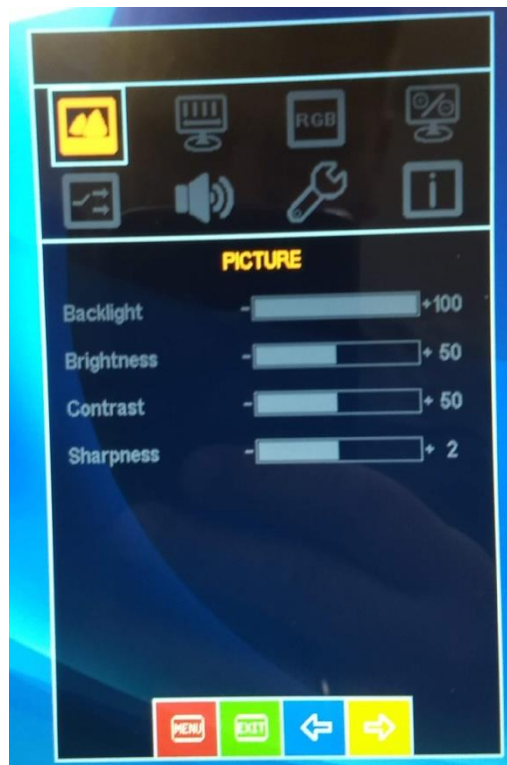 RGB
i
PICTURE
Backlight - + 100
Brightness - + 50
Contrast - + 50
Sharpness - + 2
MENU EXIT